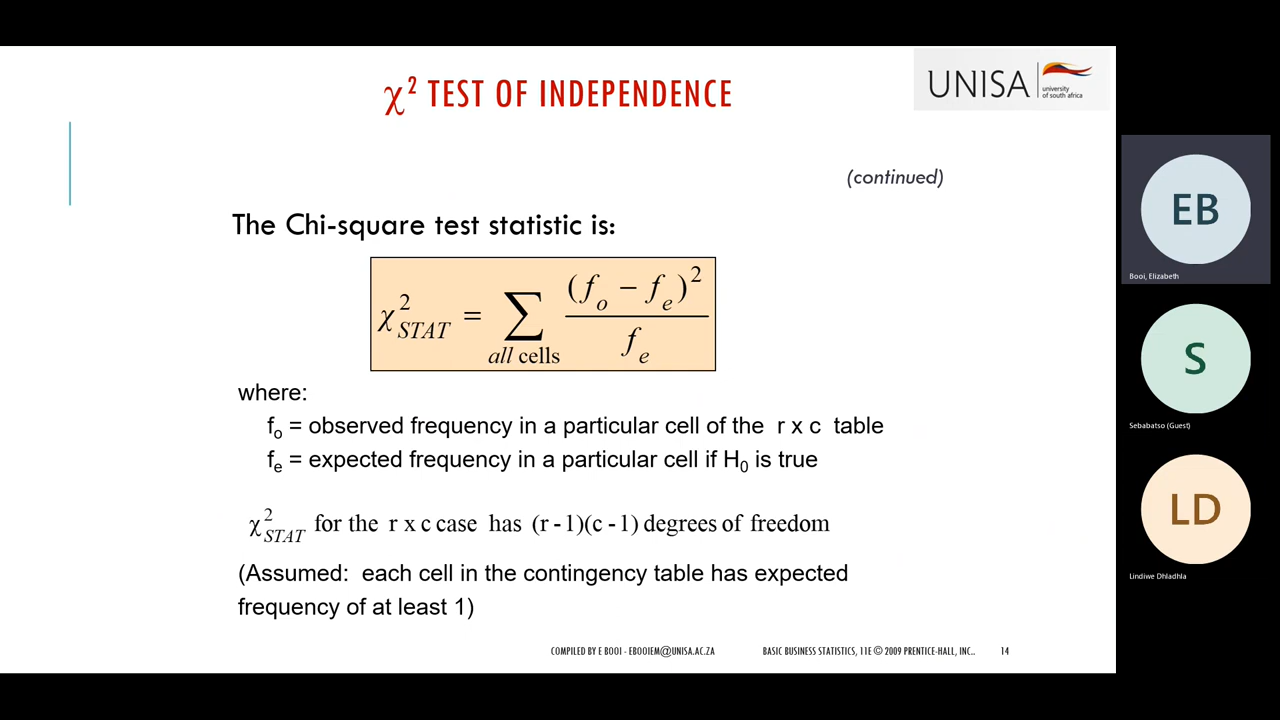 χ² TEST OF INDEPENDENCE
UNISA
university
of south africa
(continued)
The Chi-square test statistic is:
χ²STAT = ∑ all cells (fo − fe)² / fe
where:
fo = observed frequency in a particular cell of the r x c table
fe = expected frequency in a particular cell if H0 is true
χ²STAT for the r x c case has (r - 1)(c - 1) degrees of freedom
(Assumed: each cell in the contingency table has expected
frequency of at least 1)
COMPILED BY E BOOI - EBOOIEM@UNISA.AC.ZA
BASIC BUSINESS STATISTICS, 11E © 2009 PRENTICE-HALL, INC..
14
EB
Booi, Elizabeth
S
Sebabatso (Guest)
LD
Lindiwe Dhladhla